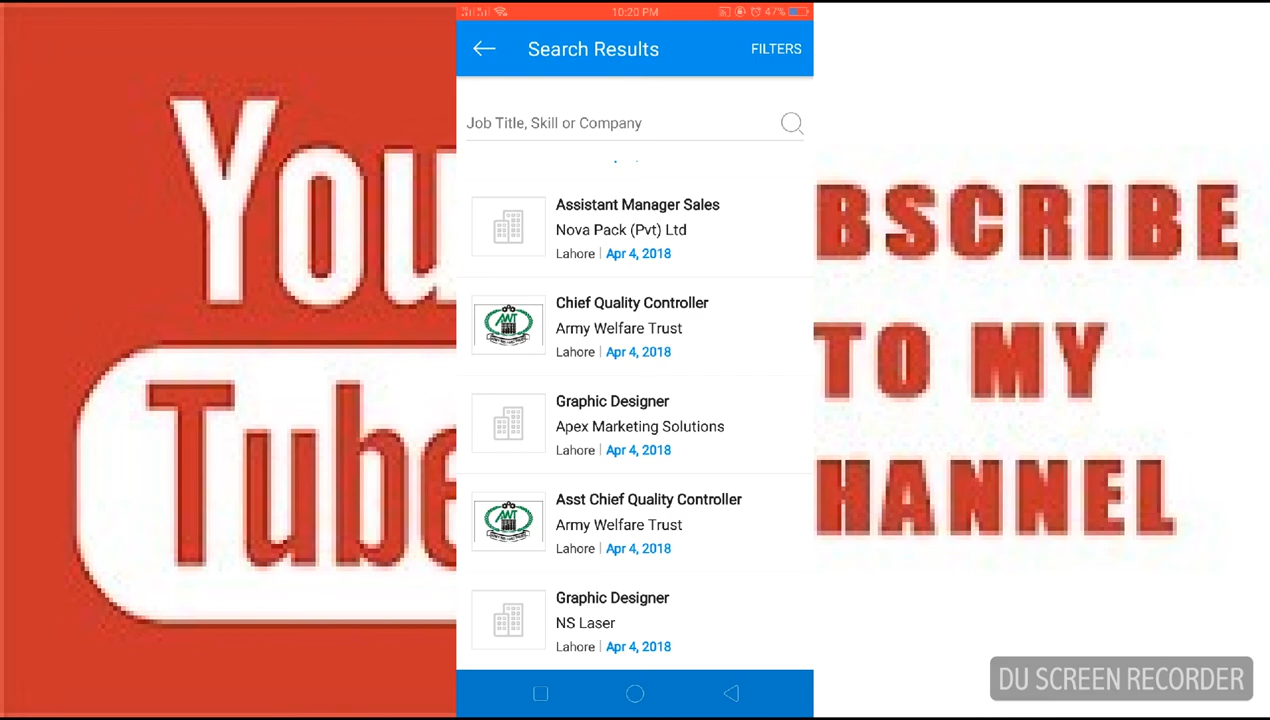 You
Tube
10:20 PM
47%
Search Results
FILTERS
Job Title, Skill or Company
Assistant Manager Sales
Nova Pack (Pvt) Ltd
Lahore | Apr 4, 2018
Chief Quality Controller
Army Welfare Trust
Lahore | Apr 4, 2018
Graphic Designer
Apex Marketing Solutions
Lahore | Apr 4, 2018
Asst Chief Quality Controller
Army Welfare Trust
Lahore | Apr 4, 2018
Graphic Designer
NS Laser
Lahore | Apr 4, 2018
BSCRIBE
TO MY
HANNEL
DU SCREEN RECORDER